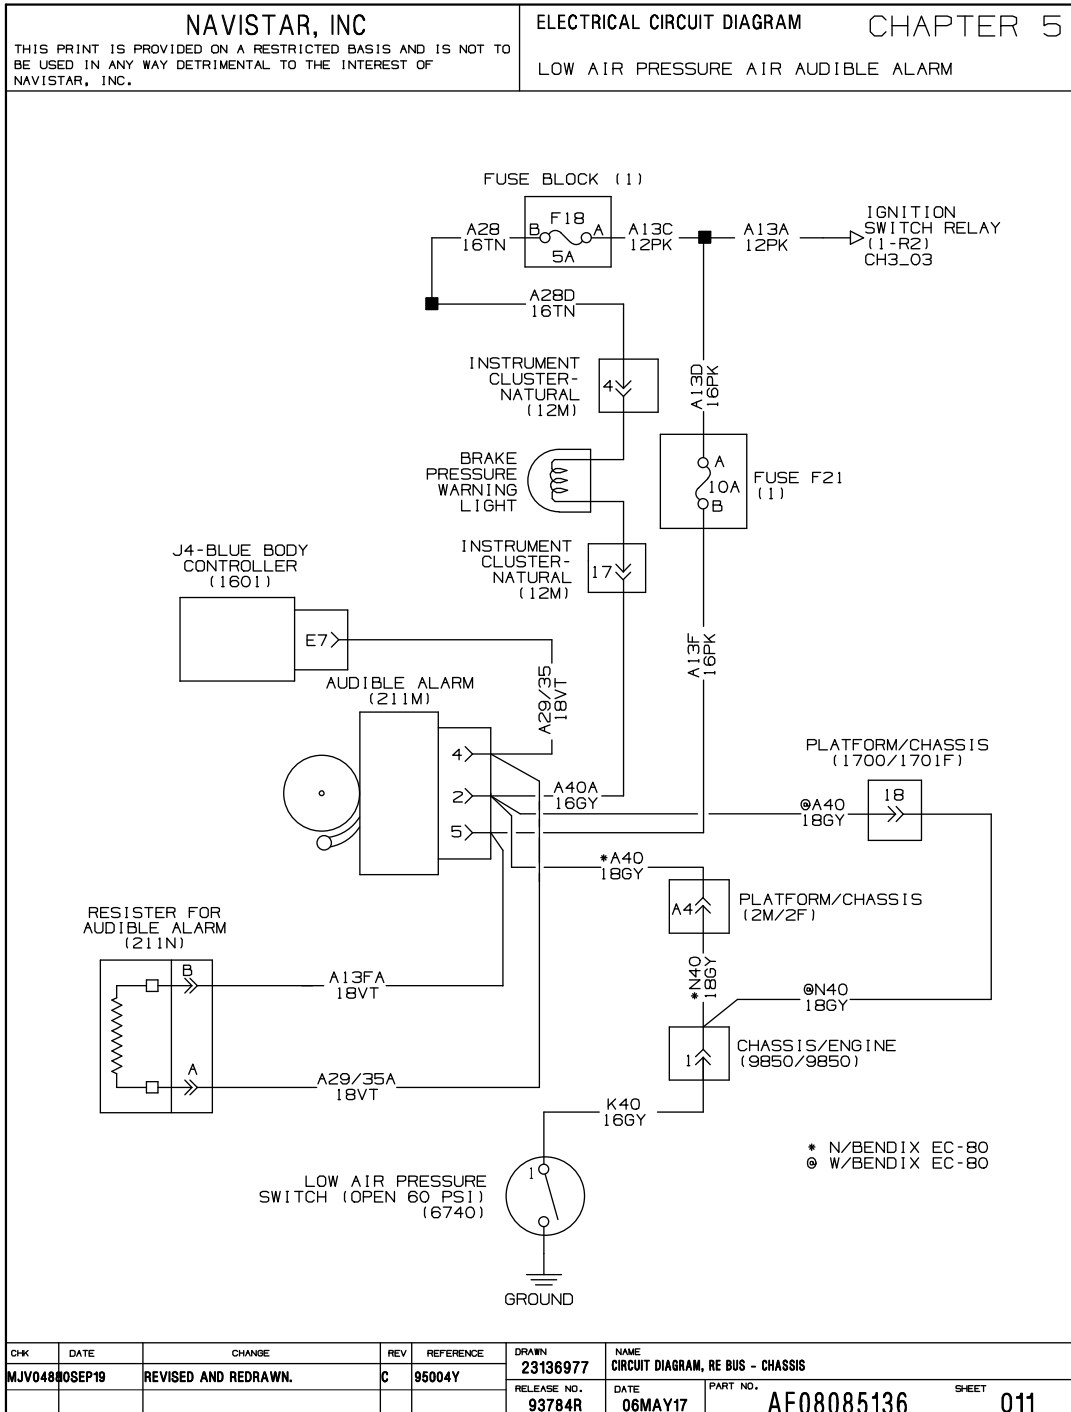 NAVISTAR, INC
THIS PRINT IS PROVIDED ON A RESTRICTED BASIS AND IS NOT TO
BE USED IN ANY WAY DETRIMENTAL TO THE INTEREST OF
NAVISTAR, INC.
ELECTRICAL CIRCUIT DIAGRAM
CHAPTER 5
LOW AIR PRESSURE AIR AUDIBLE ALARM
FUSE BLOCK (1)
A28
16TN
B
F18
A
5A
A13C
12PK
A13A
12PK
IGNITION
SWITCH RELAY
(1-R2)
CH3_03
A28D
16TN
INSTRUMENT
CLUSTER-
NATURAL
(12M)
4
A13D
16PK
BRAKE
PRESSURE
WARNING
LIGHT
A
10A
B
FUSE F21
(1)
INSTRUMENT
CLUSTER-
NATURAL
(12M)
17
J4-BLUE BODY
CONTROLLER
(1601)
E7
A13F
16PK
A29/35
18VT
AUDIBLE ALARM
(211M)
4
2
5
A40A
16GY
PLATFORM/CHASSIS
(1700/1701F)
18
@A40
18GY
*A40
18GY
A4
PLATFORM/CHASSIS
(2M/2F)
RESISTER FOR
AUDIBLE ALARM
(211N)
B
A13FA
18VT
*N40
18GY
@N40
18GY
A
A29/35A
18VT
1
CHASSIS/ENGINE
(9850/9850)
K40
16GY
* N/BENDIX EC-80
@ W/BENDIX EC-80
LOW AIR PRESSURE
SWITCH (OPEN 60 PSI)
(6740)
1
GROUND
CHK DATE CHANGE REV REFERENCE
0SEP19 REVISED AND REDRAWN. C 95004Y
DRAWN
23136977
NAME
CIRCUIT DIAGRAM, RE BUS - CHASSIS
RELEASE NO.
93784R
DATE
06MAY17
PART NO.
AE08085136
SHEET
011